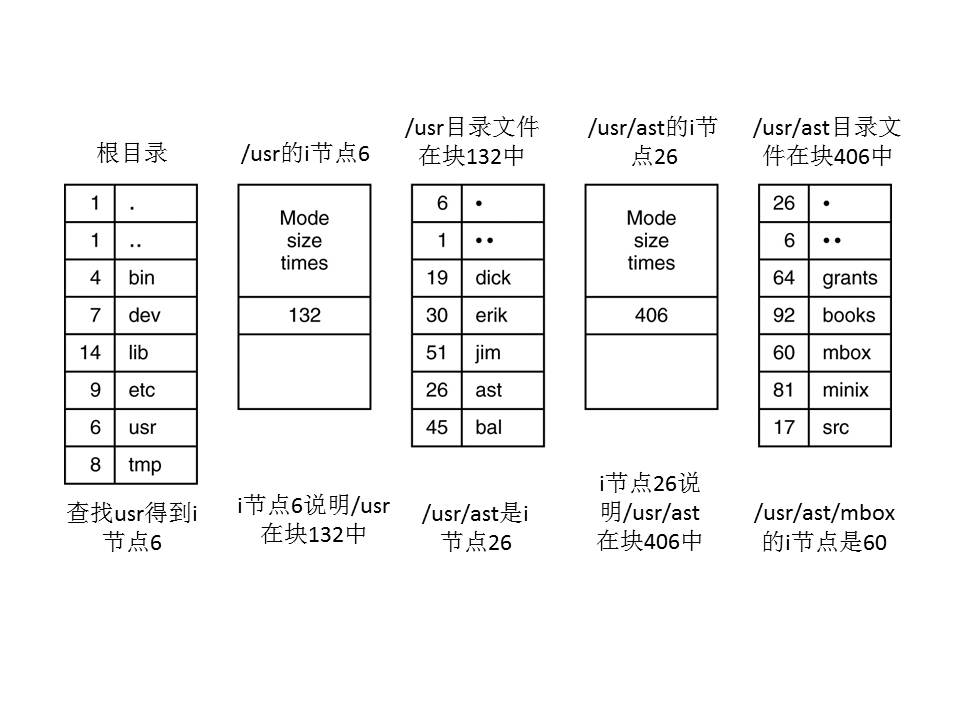 根目录
/usr的i节点6
/usr目录文件
在块132中
/usr/ast的i节
点26
/usr/ast目录文
件在块406中
1 .
1 ..
4 bin
7 dev
14 lib
9 etc
6 usr
8 tmp
Mode
size
times
132
6 •
1 ••
19 dick
30 erik
51 jim
26 ast
45 bal
Mode
size
times
406
26 •
6 ••
64 grants
92 books
60 mbox
81 minix
17 src
查找usr得到i
节点6
i节点6说明/usr
在块132中
/usr/ast是i
节点26
i节点26说
明/usr/ast
在块406中
/usr/ast/mbox
的i节点是60